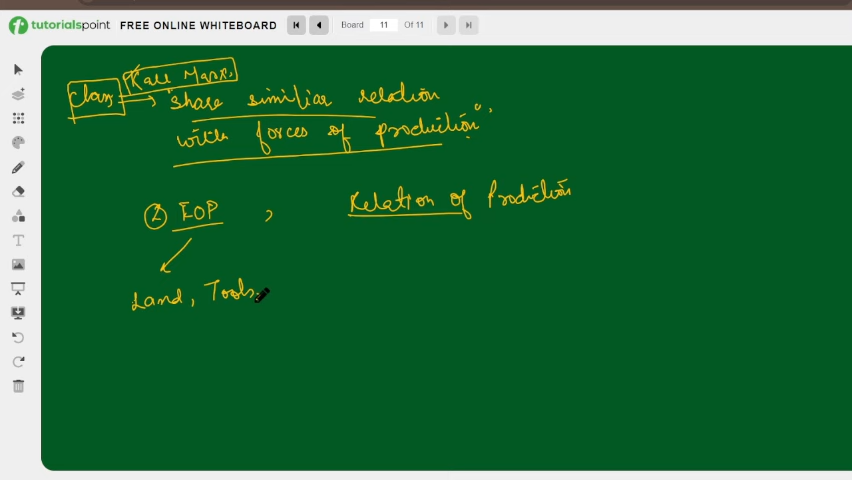 tutorialspoint FREE ONLINE WHITEBOARD Board 11 Of 11
Karl Marx.
Class → "share similiar relation
with forces of production".
② FOP , Relation of Production
Land, Tools.